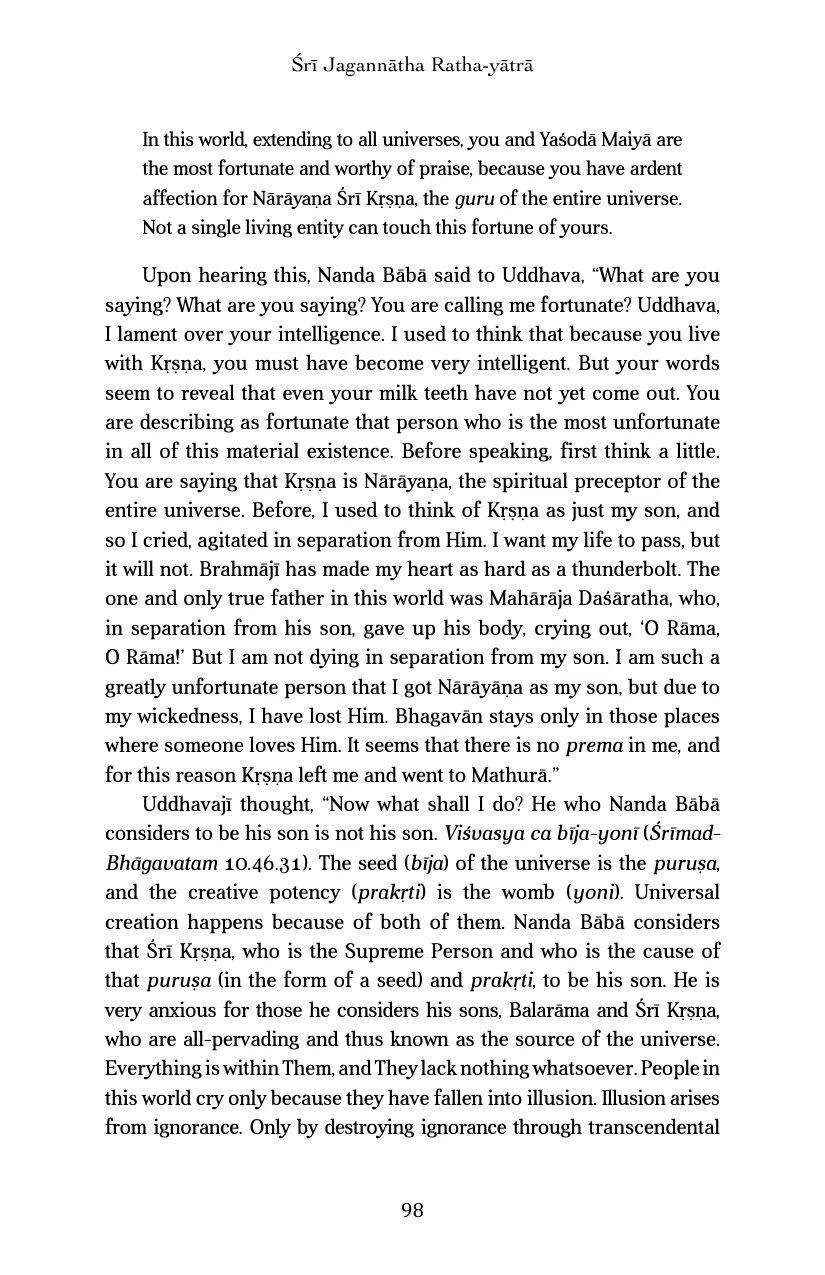 Śrī Jagannātha Ratha-yātrā
In this world, extending to all universes, you and Yaśodā Maiyā are
the most fortunate and worthy of praise, because you have ardent
affection for Nārāyaṇa Śrī Kṛṣṇa, the guru of the entire universe.
Not a single living entity can touch this fortune of yours.
Upon hearing this, Nanda Bābā said to Uddhava, “What are you
saying? What are you saying? You are calling me fortunate? Uddhava,
I lament over your intelligence. I used to think that because you live
with Kṛṣṇa, you must have become very intelligent. But your words
seem to reveal that even your milk teeth have not yet come out. You
are describing as fortunate that person who is the most unfortunate
in all of this material existence. Before speaking, first think a little.
You are saying that Kṛṣṇa is Nārāyaṇa, the spiritual preceptor of the
entire universe. Before, I used to think of Kṛṣṇa as just my son, and
so I cried, agitated in separation from Him. I want my life to pass, but
it will not. Brahmājī has made my heart as hard as a thunderbolt. The
one and only true father in this world was Mahārāja Daśāratha, who,
in separation from his son, gave up his body, crying out, ‘O Rāma,
O Rāma!’ But I am not dying in separation from my son. I am such a
greatly unfortunate person that I got Nārāyāṇa as my son, but due to
my wickedness, I have lost Him. Bhagavān stays only in those places
where someone loves Him. It seems that there is no prema in me, and
for this reason Kṛṣṇa left me and went to Mathurā.”
Uddhavajī thought, “Now what shall I do? He who Nanda Bābā
considers to be his son is not his son. Viśvasya ca bīja-yonī (Śrīmad-
Bhāgavatam 10.46.31). The seed (bīja) of the universe is the puruṣa,
and the creative potency (prakṛti) is the womb (yoni). Universal
creation happens because of both of them. Nanda Bābā considers
that Śrī Kṛṣṇa, who is the Supreme Person and who is the cause of
that puruṣa (in the form of a seed) and prakṛti, to be his son. He is
very anxious for those he considers his sons, Balarāma and Śrī Kṛṣṇa,
who are all-pervading and thus known as the source of the universe.
Everything is within Them, and They lack nothing whatsoever. People in
this world cry only because they have fallen into illusion. Illusion arises
from ignorance. Only by destroying ignorance through transcendental
98